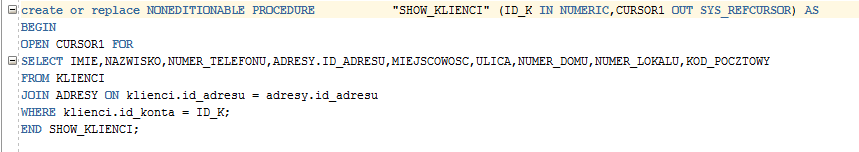 create or replace NONEDITIONABLE PROCEDURE "SHOW_KLIENCI" (ID_K IN NUMERIC,CURSOR1 OUT SYS_REFCURSOR) AS
BEGIN
OPEN CURSOR1 FOR
SELECT IMIE,NAZWISKO,NUMER_TELEFONU,ADRESY.ID_ADRESU,MIEJSCOWOSC,ULICA,NUMER_DOMU,NUMER_LOKALU,KOD_POCZTOWY
FROM KLIENCI
JOIN ADRESY ON klienci.id_adresu = adresy.id_adresu
WHERE klienci.id_konta = ID_K;
END SHOW_KLIENCI;